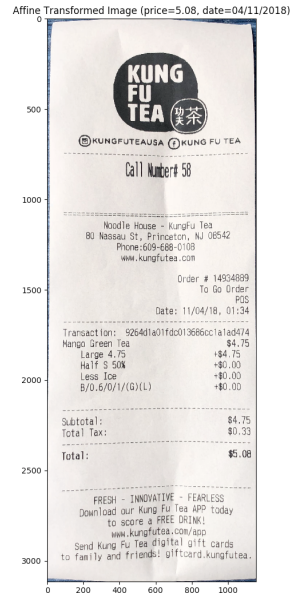 Affine Transformed Image (price=5.08, date=04/11/2018)
0
500
1000
1500
2000
2500
3000
KUNG
FU
TEA
功夫茶
KUNGFUTEAUSA KUNG FU TEA
Call Number# 58
Noodle House - KungFu Tea
80 Nassau St, Princeton, NJ 08542
Phone:609-688-0108
www.kungfutea.com
Order # 14934889
To Go Order
POS
Date: 11/04/18, 01:34
Transaction: 9264d1a01fdc013686cc1a1ad474
Mango Green Tea $4.75
Large 4.75 +$4.75
Half S 50% +$0.00
Less Ice +$0.00
B/0.6/0/1/(G)(L) +$0.00
Subtotal: $4.75
Total Tax: $0.33
Total: $5.08
FRESH - INNOVATIVE - FEARLESS
Download our Kung Fu Tea APP today
to score a FREE DRINK!
www.kungfutea.com/app
Send Kung Fu Tea digital gift cards
to family and friends! giftcard.kungfutea.
0 200 400 600 800 1000